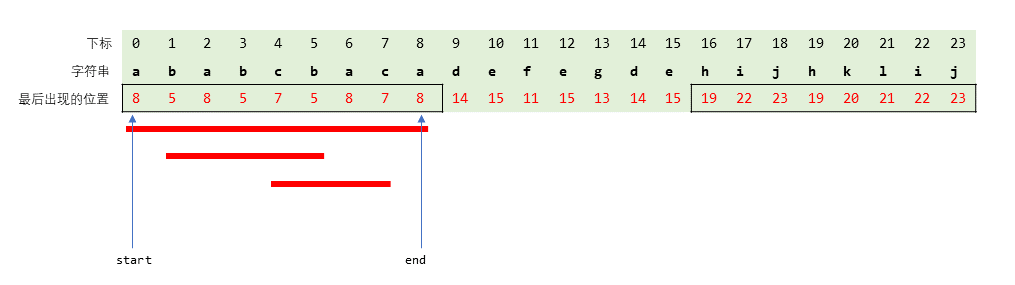 下标 0 1 2 3 4 5 6 7 8 9 10 11 12 13 14 15 16 17 18 19 20 21 22 23
字符串 a b a b c b a c a d e f e g d e h i j h k l i j
最后出现的位置 8 5 8 5 7 5 8 7 8 14 15 11 15 13 14 15 19 22 23 19 20 21 22 23
start end